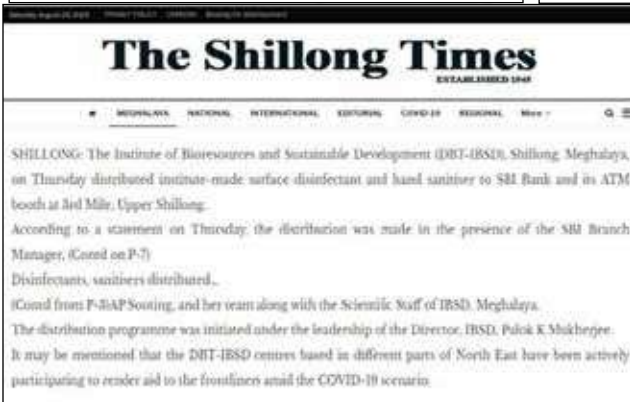 PRIVACY POLICY CAREERS
The Shillong Times
ESTABLISHED 1945
MEGHALAYA NATIONAL INTERNATIONAL EDITORIAL COVID-19 REGIONAL More
SHILLONG: The Institute of Bioresources and Sustainable Development (DBT-IBSD), Shillong, Meghalaya,
on Thursday distributed institute-made surface disinfectant and hand sanitiser to SBI Bank and its ATM
booth at 3rd Mile, Upper Shillong.
According to a statement on Thursday, the distribution was made in the presence of the SBI Branch
Manager, (Contd on P-7)
Disinfectants, sanitisers distributed...
(Contd from P-3) AP Sooting, and her team along with the Scientific Staff of IBSD, Meghalaya.
The distribution programme was initiated under the leadership of the Director, IBSD, Pulok K Mukherjee.
It may be mentioned that the DBT-IBSD centres based in different parts of North East have been actively
participating to render aid to the frontliners amid the COVID-19 scenario.